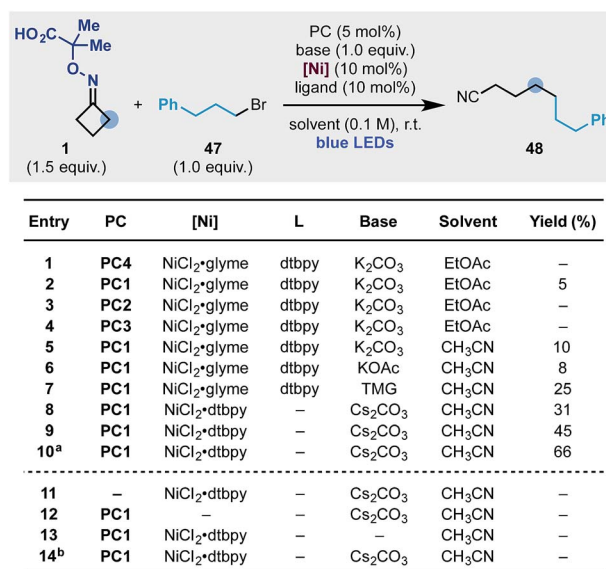 HO2C Me
Me
O
N
1
(1.5 equiv.)
+
Ph Br
47
(1.0 equiv.)
PC (5 mol%)
base (1.0 equiv.)
[Ni] (10 mol%)
ligand (10 mol%)
solvent (0.1 M), r.t.
blue LEDs
NC Ph
48
Entry PC [Ni] L Base Solvent Yield (%)
1 PC4 NiCl2•glyme dtbpy K2CO3 EtOAc –
2 PC1 NiCl2•glyme dtbpy K2CO3 EtOAc 5
3 PC2 NiCl2•glyme dtbpy K2CO3 EtOAc –
4 PC3 NiCl2•glyme dtbpy K2CO3 EtOAc –
5 PC1 NiCl2•glyme dtbpy K2CO3 CH3CN 10
6 PC1 NiCl2•glyme dtbpy KOAc CH3CN 8
7 PC1 NiCl2•glyme dtbpy TMG CH3CN 25
8 PC1 NiCl2•dtbpy – Cs2CO3 CH3CN 31
9 PC1 NiCl2•dtbpy – Cs2CO3 CH3CN 45
10a PC1 NiCl2•dtbpy – Cs2CO3 CH3CN 66
11 – NiCl2•dtbpy – Cs2CO3 CH3CN –
12 PC1 – – Cs2CO3 CH3CN –
13 PC1 NiCl2•dtbpy – – CH3CN –
14b PC1 NiCl2•dtbpy – Cs2CO3 CH3CN –